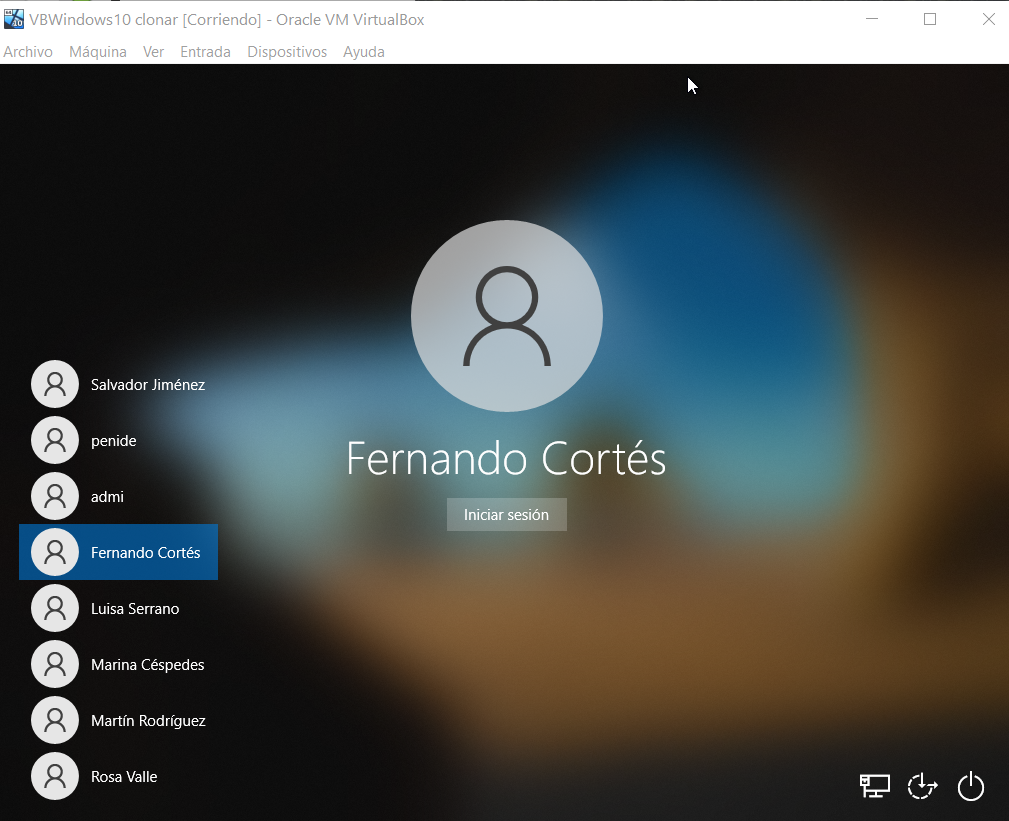 VBWindows10 clonar [Corriendo] - Oracle VM VirtualBox
Archivo Máquina Ver Entrada Dispositivos Ayuda
Fernando Cortés
Iniciar sesión
Salvador Jiménez
penide
admi
Fernando Cortés
Luisa Serrano
Marina Céspedes
Martín Rodríguez
Rosa Valle